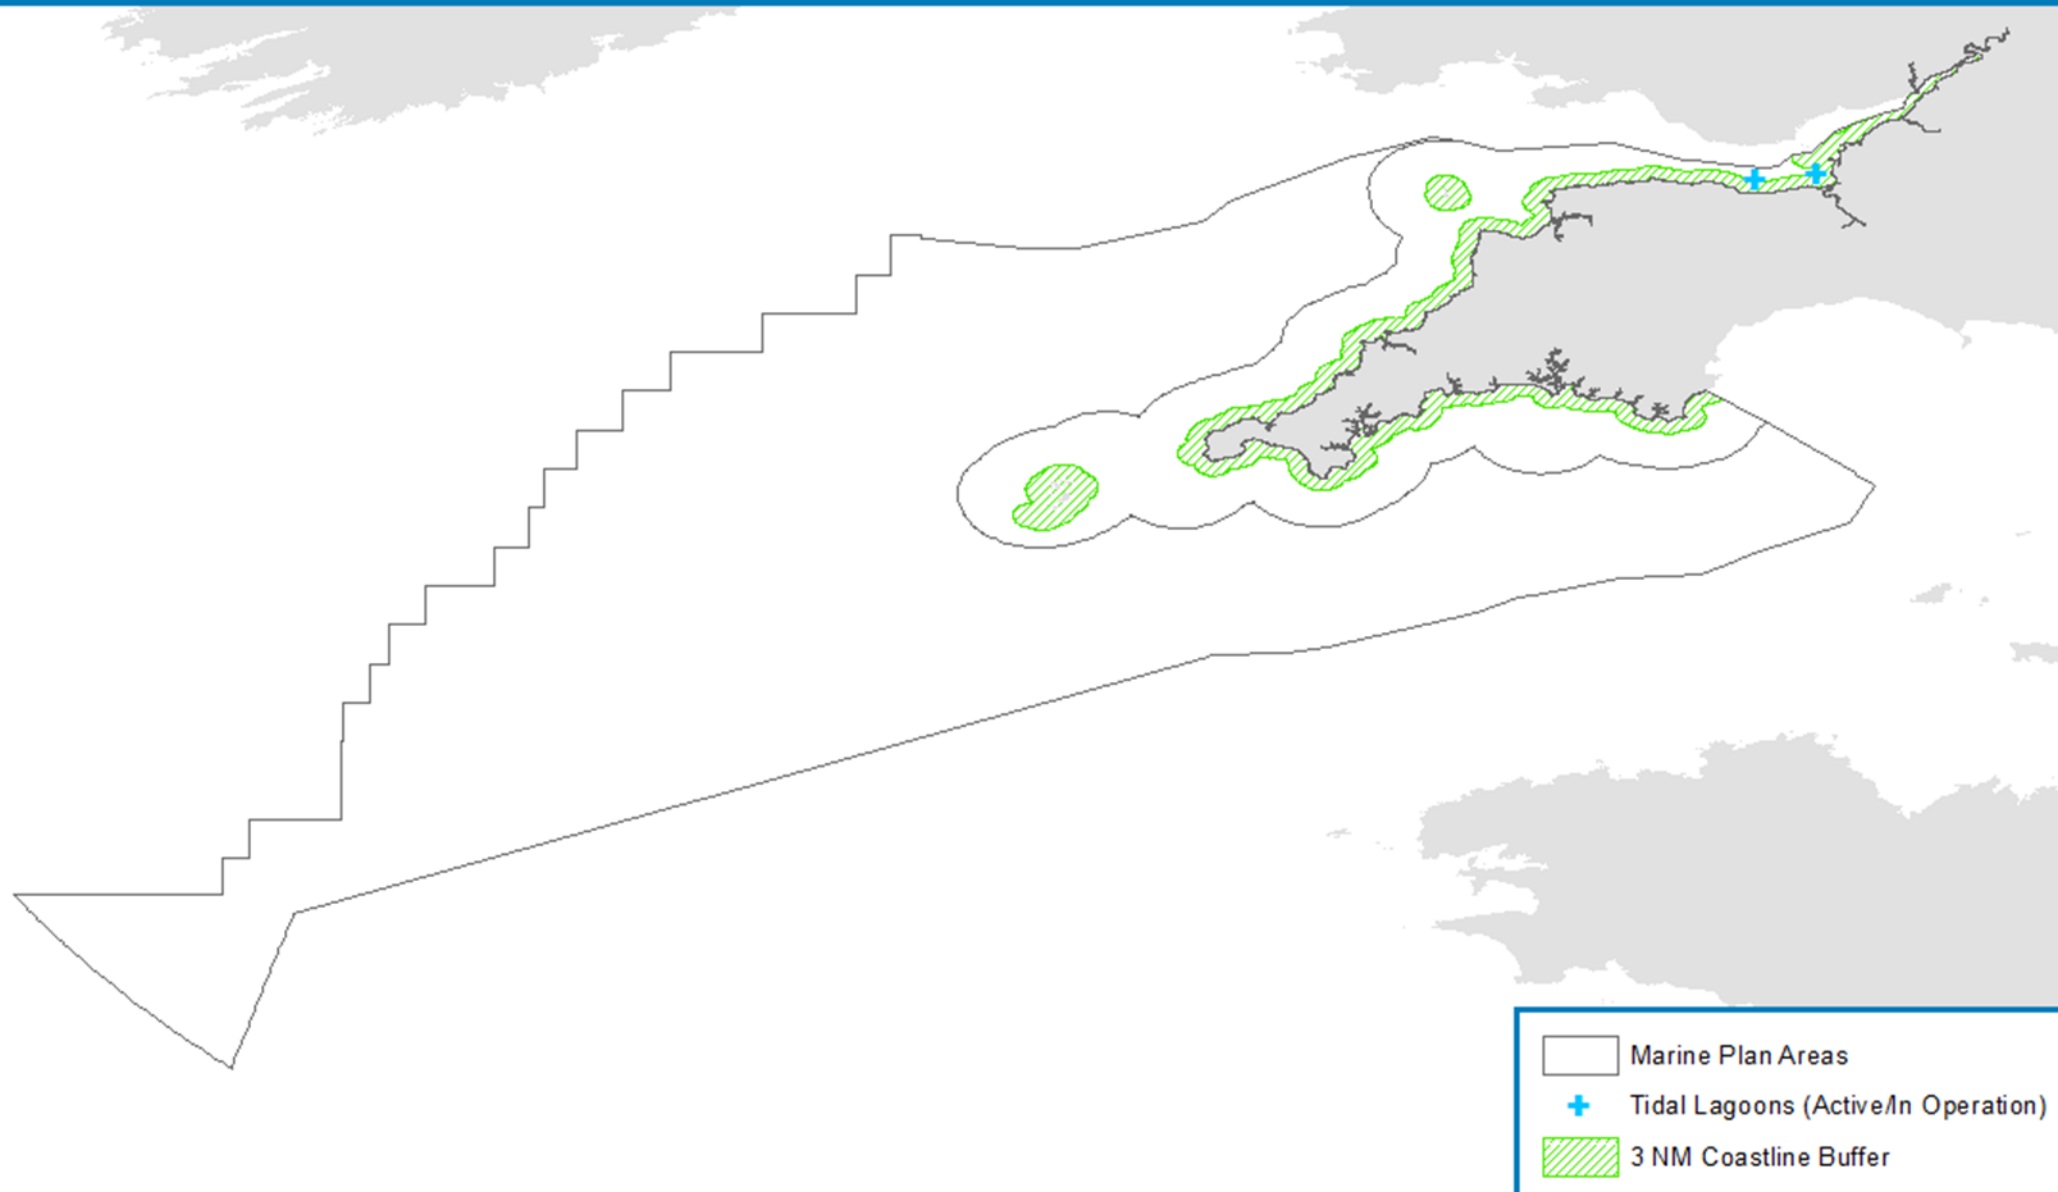 Marine Plan Areas
Tidal Lagoons (Active/In Operation)
3 NM Coastline Buffer